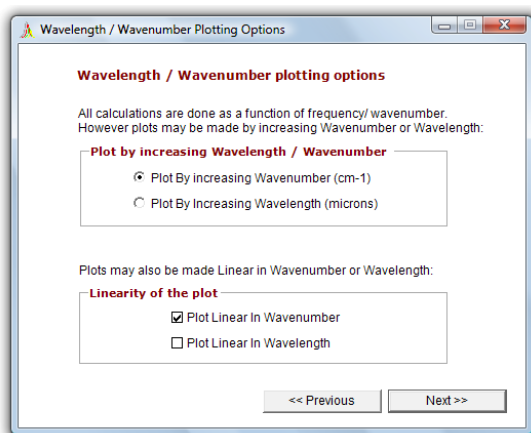 Wavelength / Wavenumber Plotting Options
Wavelength / Wavenumber plotting options
All calculations are done as a function of frequency/ wavenumber.
However plots may be made by increasing Wavenumber or Wavelength:
Plot by increasing Wavelength / Wavenumber
Plot By increasing Wavenumber (cm-1)
Plot By Increasing Wavelength (microns)
Plots may also be made Linear in Wavenumber or Wavelength:
Linearity of the plot
Plot Linear In Wavenumber
Plot Linear In Wavelength
<< Previous
Next >>